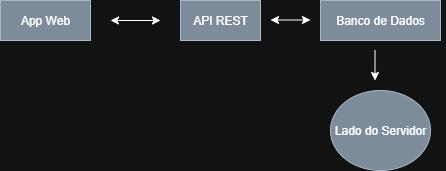 App Web
API REST
Banco de Dados
Lado do Servidor